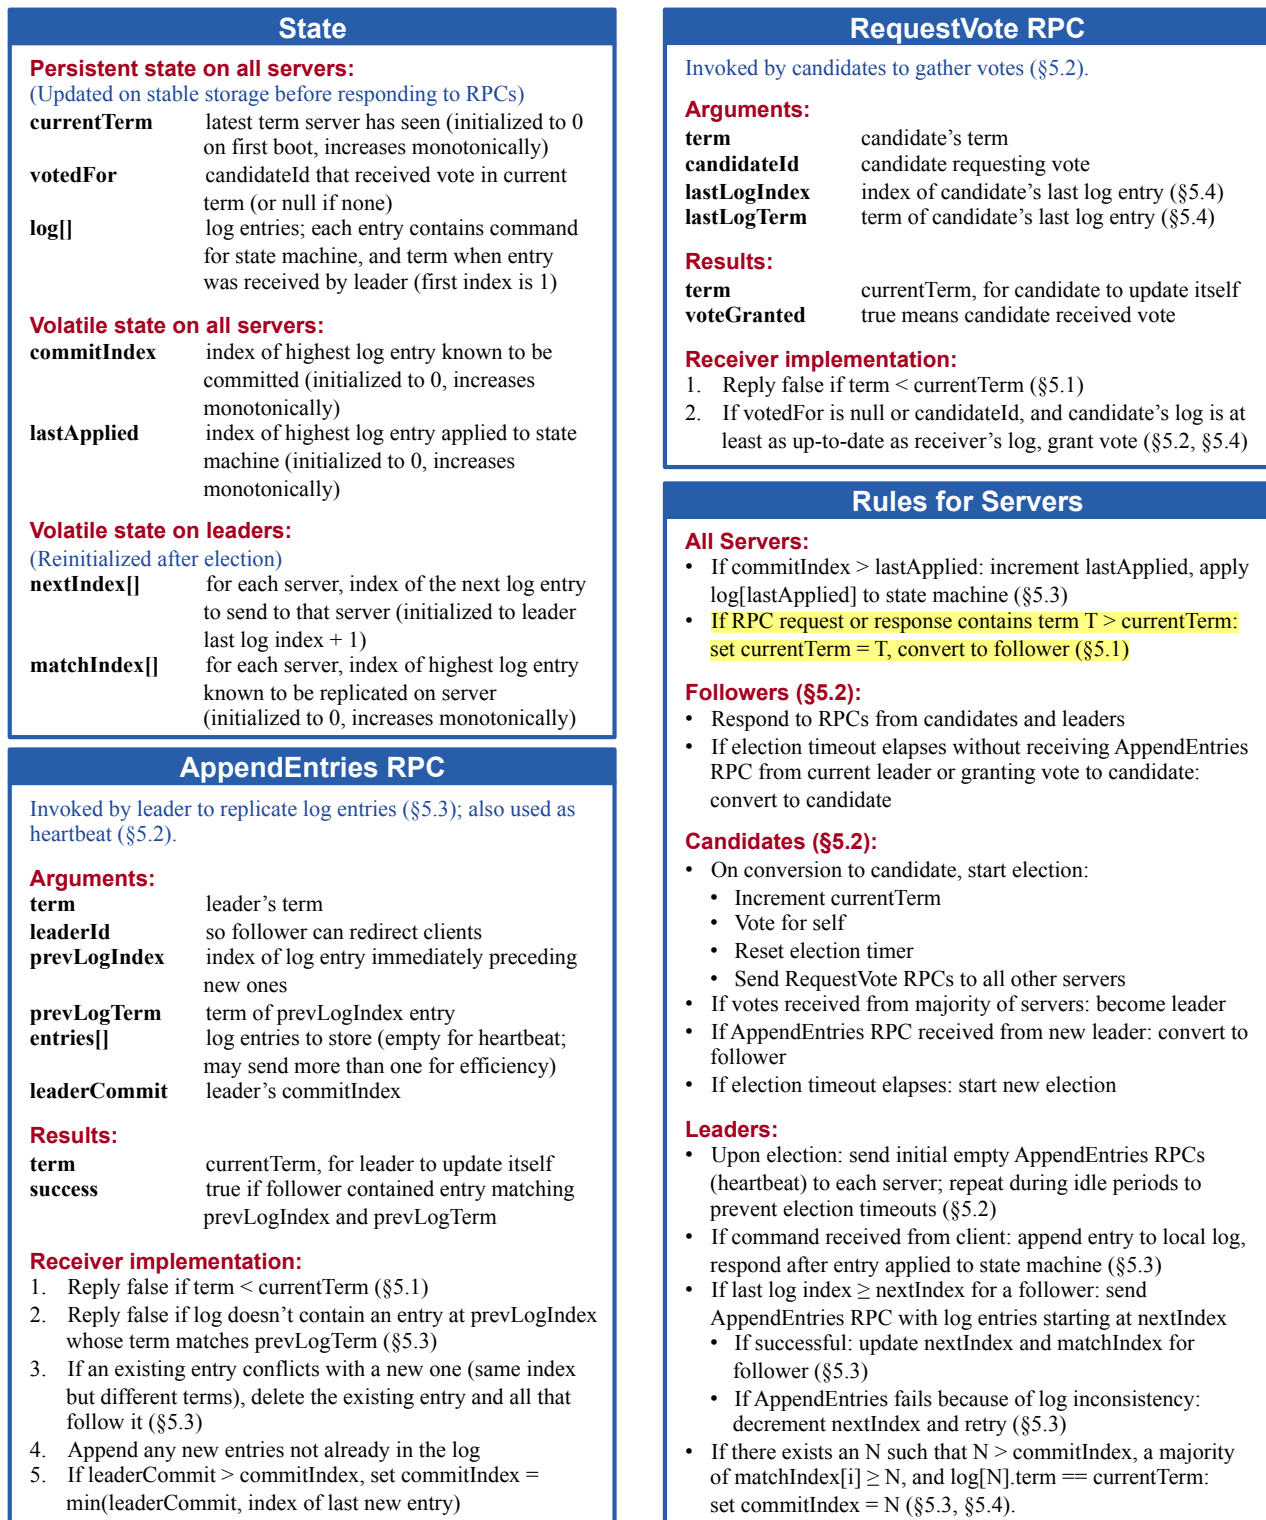 State
Persistent state on all servers:
(Updated on stable storage before responding to RPCs)
currentTerm latest term server has seen (initialized to 0
on first boot, increases monotonically)
votedFor candidateId that received vote in current
term (or null if none)
log[] log entries; each entry contains command
for state machine, and term when entry
was received by leader (first index is 1)
Volatile state on all servers:
commitIndex index of highest log entry known to be
committed (initialized to 0, increases
monotonically)
lastApplied index of highest log entry applied to state
machine (initialized to 0, increases
monotonically)
Volatile state on leaders:
(Reinitialized after election)
nextIndex[] for each server, index of the next log entry
to send to that server (initialized to leader
last log index + 1)
matchIndex[] for each server, index of highest log entry
known to be replicated on server
(initialized to 0, increases monotonically)
AppendEntries RPC
Invoked by leader to replicate log entries (§5.3); also used as
heartbeat (§5.2).
Arguments:
term leader’s term
leaderId so follower can redirect clients
prevLogIndex index of log entry immediately preceding
new ones
prevLogTerm term of prevLogIndex entry
entries[] log entries to store (empty for heartbeat;
may send more than one for efficiency)
leaderCommit leader’s commitIndex
Results:
term currentTerm, for leader to update itself
success true if follower contained entry matching
prevLogIndex and prevLogTerm
Receiver implementation:
1. Reply false if term < currentTerm (§5.1)
2. Reply false if log doesn’t contain an entry at prevLogIndex
whose term matches prevLogTerm (§5.3)
3. If an existing entry conflicts with a new one (same index
but different terms), delete the existing entry and all that
follow it (§5.3)
4. Append any new entries not already in the log
5. If leaderCommit > commitIndex, set commitIndex =
min(leaderCommit, index of last new entry)
RequestVote RPC
Invoked by candidates to gather votes (§5.2).
Arguments:
term candidate’s term
candidateId candidate requesting vote
lastLogIndex index of candidate’s last log entry (§5.4)
lastLogTerm term of candidate’s last log entry (§5.4)
Results:
term currentTerm, for candidate to update itself
voteGranted true means candidate received vote
Receiver implementation:
1. Reply false if term < currentTerm (§5.1)
2. If votedFor is null or candidateId, and candidate’s log is at
least as up-to-date as receiver’s log, grant vote (§5.2, §5.4)
Rules for Servers
All Servers:
• If commitIndex > lastApplied: increment lastApplied, apply
log[lastApplied] to state machine (§5.3)
• If RPC request or response contains term T > currentTerm:
set currentTerm = T, convert to follower (§5.1)
Followers (§5.2):
• Respond to RPCs from candidates and leaders
• If election timeout elapses without receiving AppendEntries
RPC from current leader or granting vote to candidate:
convert to candidate
Candidates (§5.2):
• On conversion to candidate, start election:
• Increment currentTerm
• Vote for self
• Reset election timer
• Send RequestVote RPCs to all other servers
• If votes received from majority of servers: become leader
• If AppendEntries RPC received from new leader: convert to
follower
• If election timeout elapses: start new election
Leaders:
• Upon election: send initial empty AppendEntries RPCs
(heartbeat) to each server; repeat during idle periods to
prevent election timeouts (§5.2)
• If command received from client: append entry to local log,
respond after entry applied to state machine (§5.3)
• If last log index ≥ nextIndex for a follower: send
AppendEntries RPC with log entries starting at nextIndex
• If successful: update nextIndex and matchIndex for
follower (§5.3)
• If AppendEntries fails because of log inconsistency:
decrement nextIndex and retry (§5.3)
• If there exists an N such that N > commitIndex, a majority
of matchIndex[i] ≥ N, and log[N].term == currentTerm:
set commitIndex = N (§5.3, §5.4).